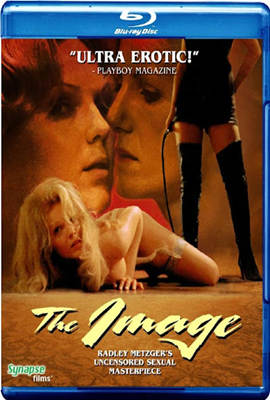 Blu-ray Disc
"ULTRA EROTIC!"
- PLAYBOY MAGAZINE
The Image
RADLEY METZGER'S
UNCENSORED SEXUAL
MASTERPIECE
Synapse
films